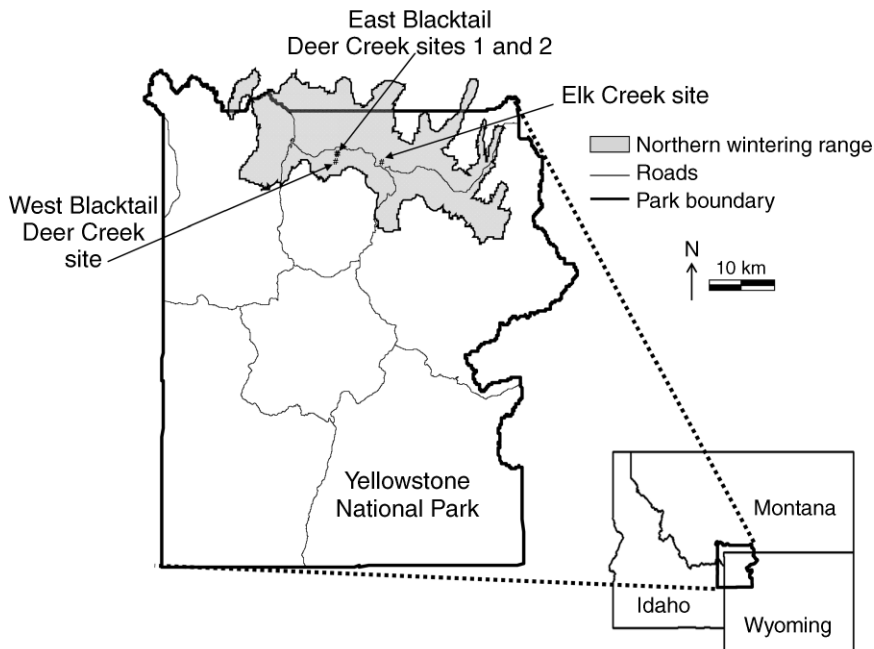 East Blacktail
Deer Creek sites 1 and 2
Elk Creek site
Northern wintering range
Roads
Park boundary
West Blacktail
Deer Creek
site
N
10 km
Yellowstone
National Park
Montana
Idaho
Wyoming